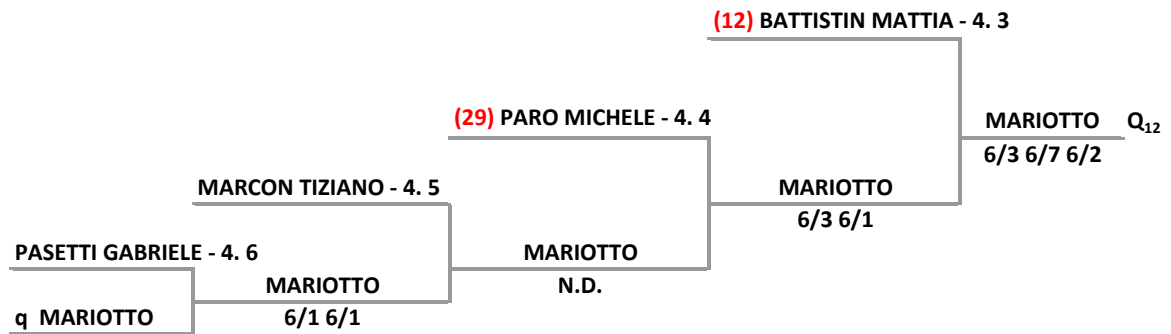 (12) BATTISTIN MATTIA - 4. 3
(29) PARO MICHELE - 4. 4
MARIOTTO Q12
6/3 6/7 6/2
MARCON TIZIANO - 4. 5
MARIOTTO
6/3 6/1
PASETTI GABRIELE - 4. 6
MARIOTTO
N.D.
MARIOTTO
6/1 6/1
q MARIOTTO